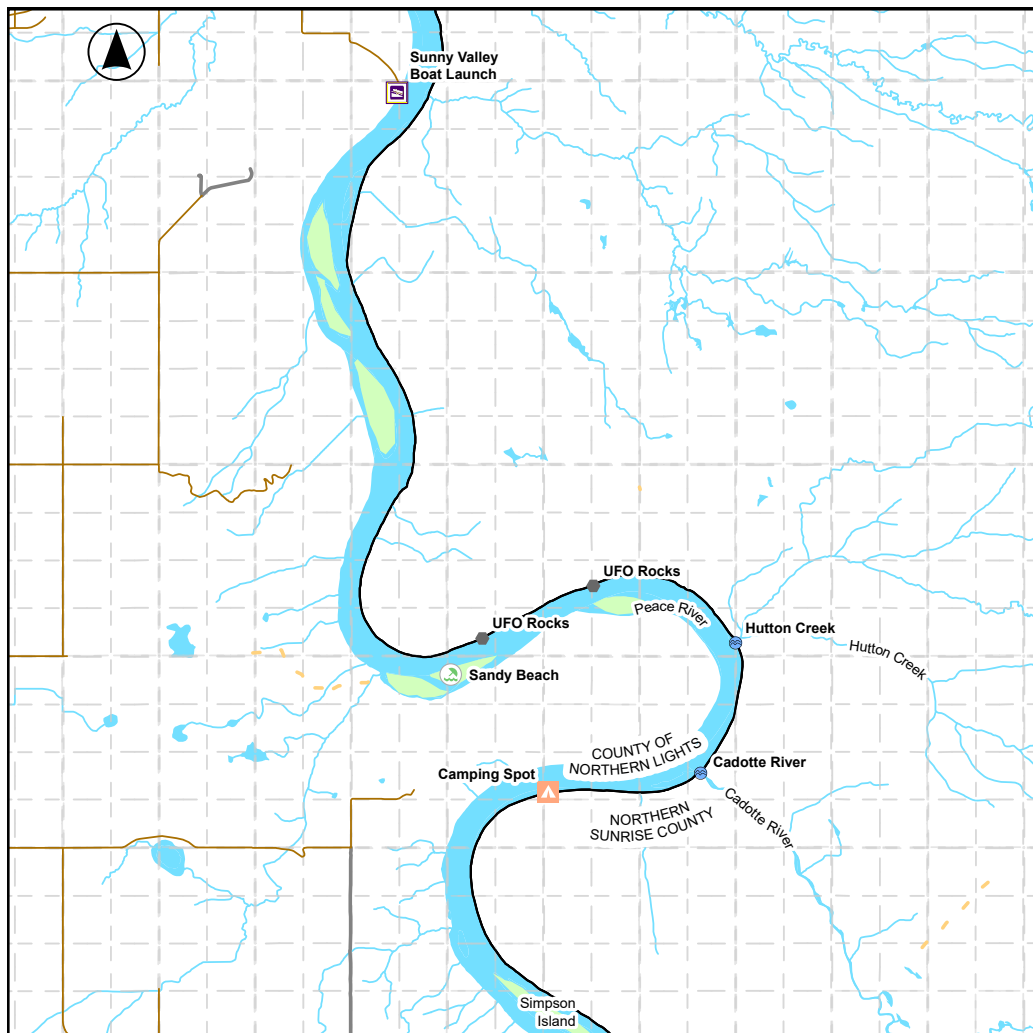 Sunny Valley
Boat Launch
UFO Rocks
Peace River
UFO Rocks
Hutton Creek
Hutton Creek
Sandy Beach
COUNTY OF
NORTHERN LIGHTS
Cadotte River
Camping Spot
Cadotte River
NORTHERN
SUNRISE COUNTY
Simpson
Island